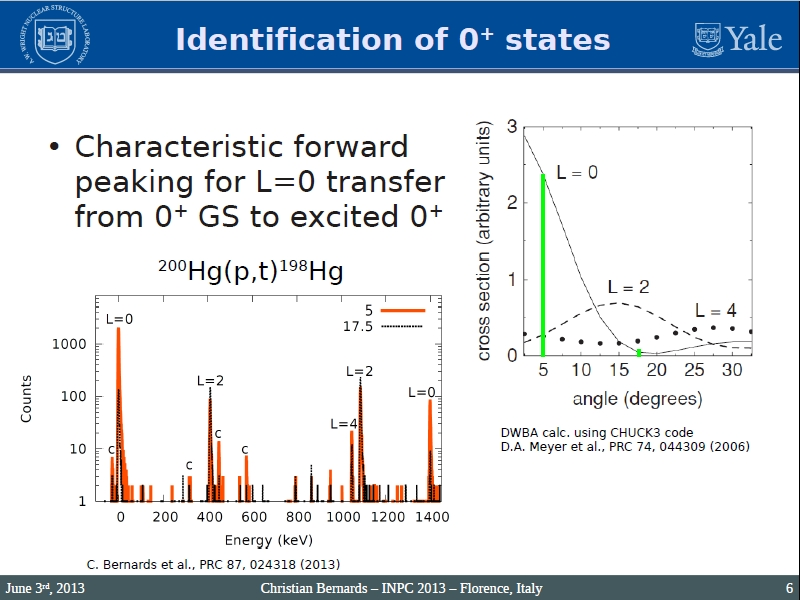 A.W. WRIGHT NUCLEAR STRUCTURE LABORATORY
Identification of 0⁺ states
Yale
• Characteristic forward
peaking for L=0 transfer
from 0⁺ GS to excited 0⁺
²⁰⁰Hg(p,t)¹⁹⁸Hg
5
17.5
L=0
L=2
L=2
L=0
L=4
c
c
c
c
Counts
1000
100
10
1
0 200 400 600 800 1000 1200 1400
Energy (keV)
C. Bernards et al., PRC 87, 024318 (2013)
cross section (arbitrary units)
3
2
1
0
L = 0
L = 2
L = 4
5 10 15 20 25 30
angle (degrees)
DWBA calc. using CHUCK3 code
D.A. Meyer et al., PRC 74, 044309 (2006)
June 3ʳᵈ, 2013
Christian Bernards – INPC 2013 – Florence, Italy
6